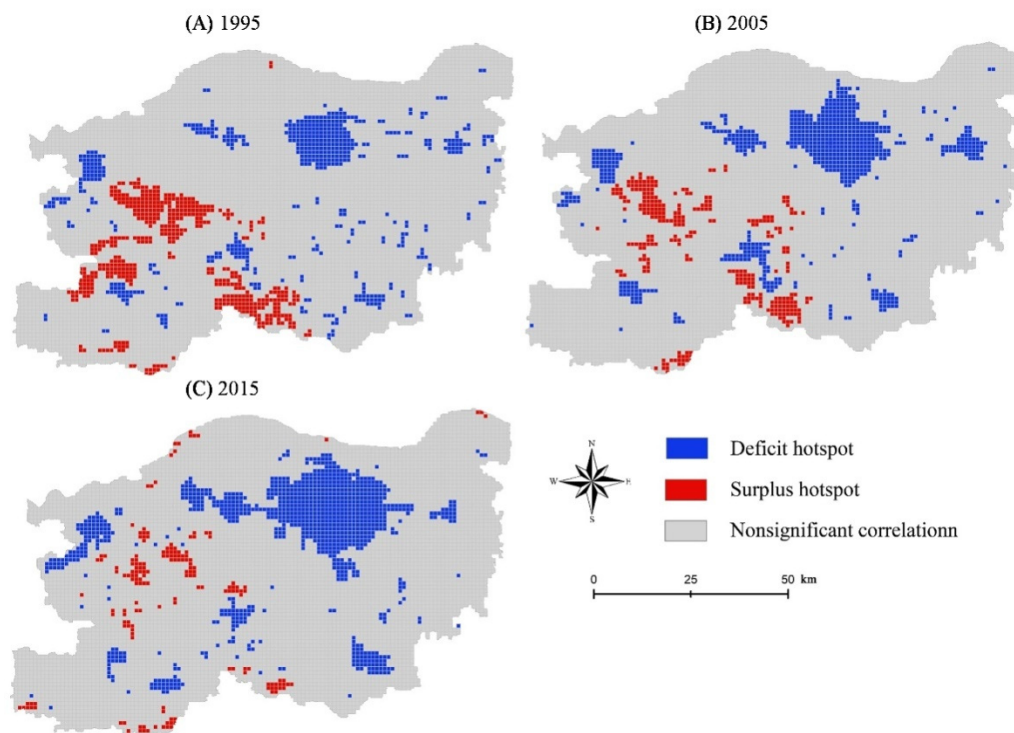 (A) 1995
(B) 2005
(C) 2015
N
W E
S
Deficit hotspot
Surplus hotspot
Nonsignificant correlationn
0 25 50 km